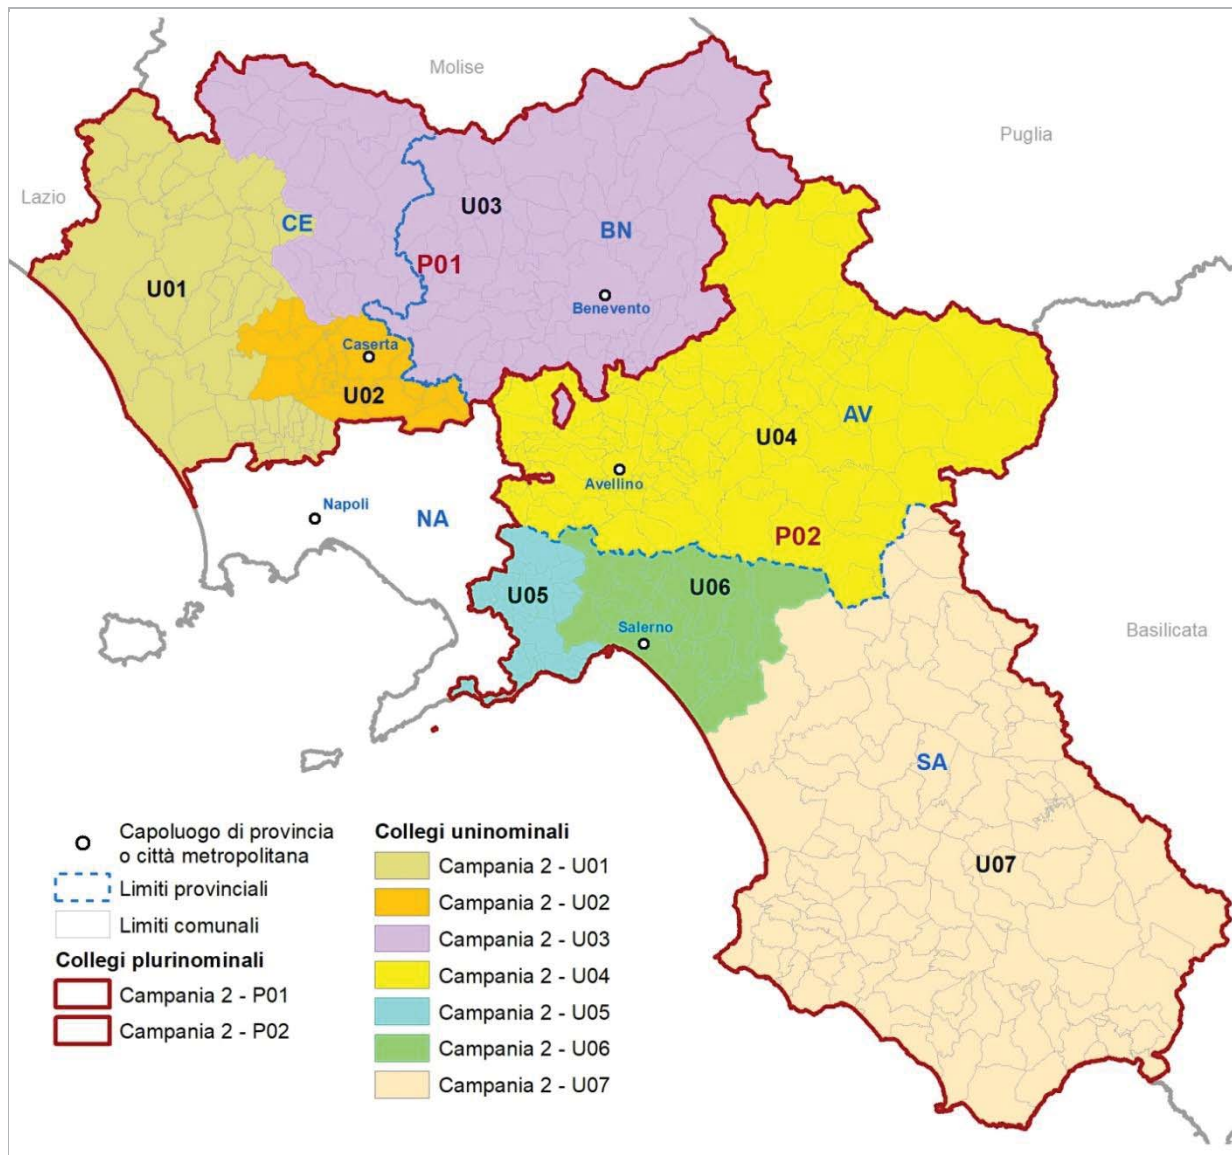 Molise
Puglia
Lazio
U03
CE
BN
P01
U01
Benevento
Caserta
U02
AV
U04
Avellino
Napoli
NA
P02
U05
U06
Salerno
Basilicata
SA
U07
Capoluogo di provincia
o città metropolitana
Limiti provinciali
Limiti comunali
Collegi plurinominali
Campania 2 - P01
Campania 2 - P02
Collegi uninominali
Campania 2 - U01
Campania 2 - U02
Campania 2 - U03
Campania 2 - U04
Campania 2 - U05
Campania 2 - U06
Campania 2 - U07